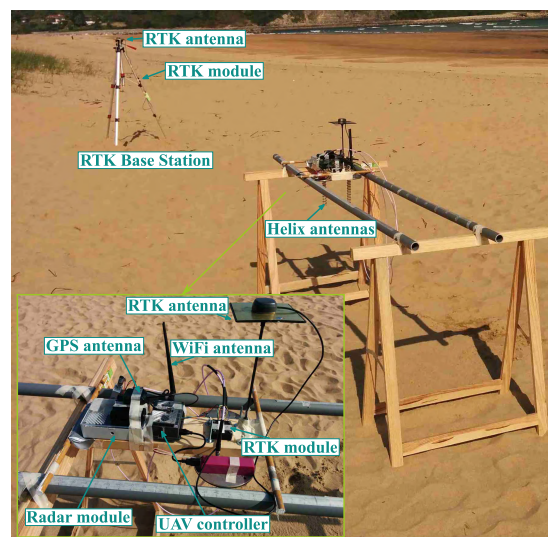 RTK antenna
RTK module
RTK Base Station
Helix antennas
RTK antenna
GPS antenna
WiFi antenna
RTK module
Radar module
UAV controller